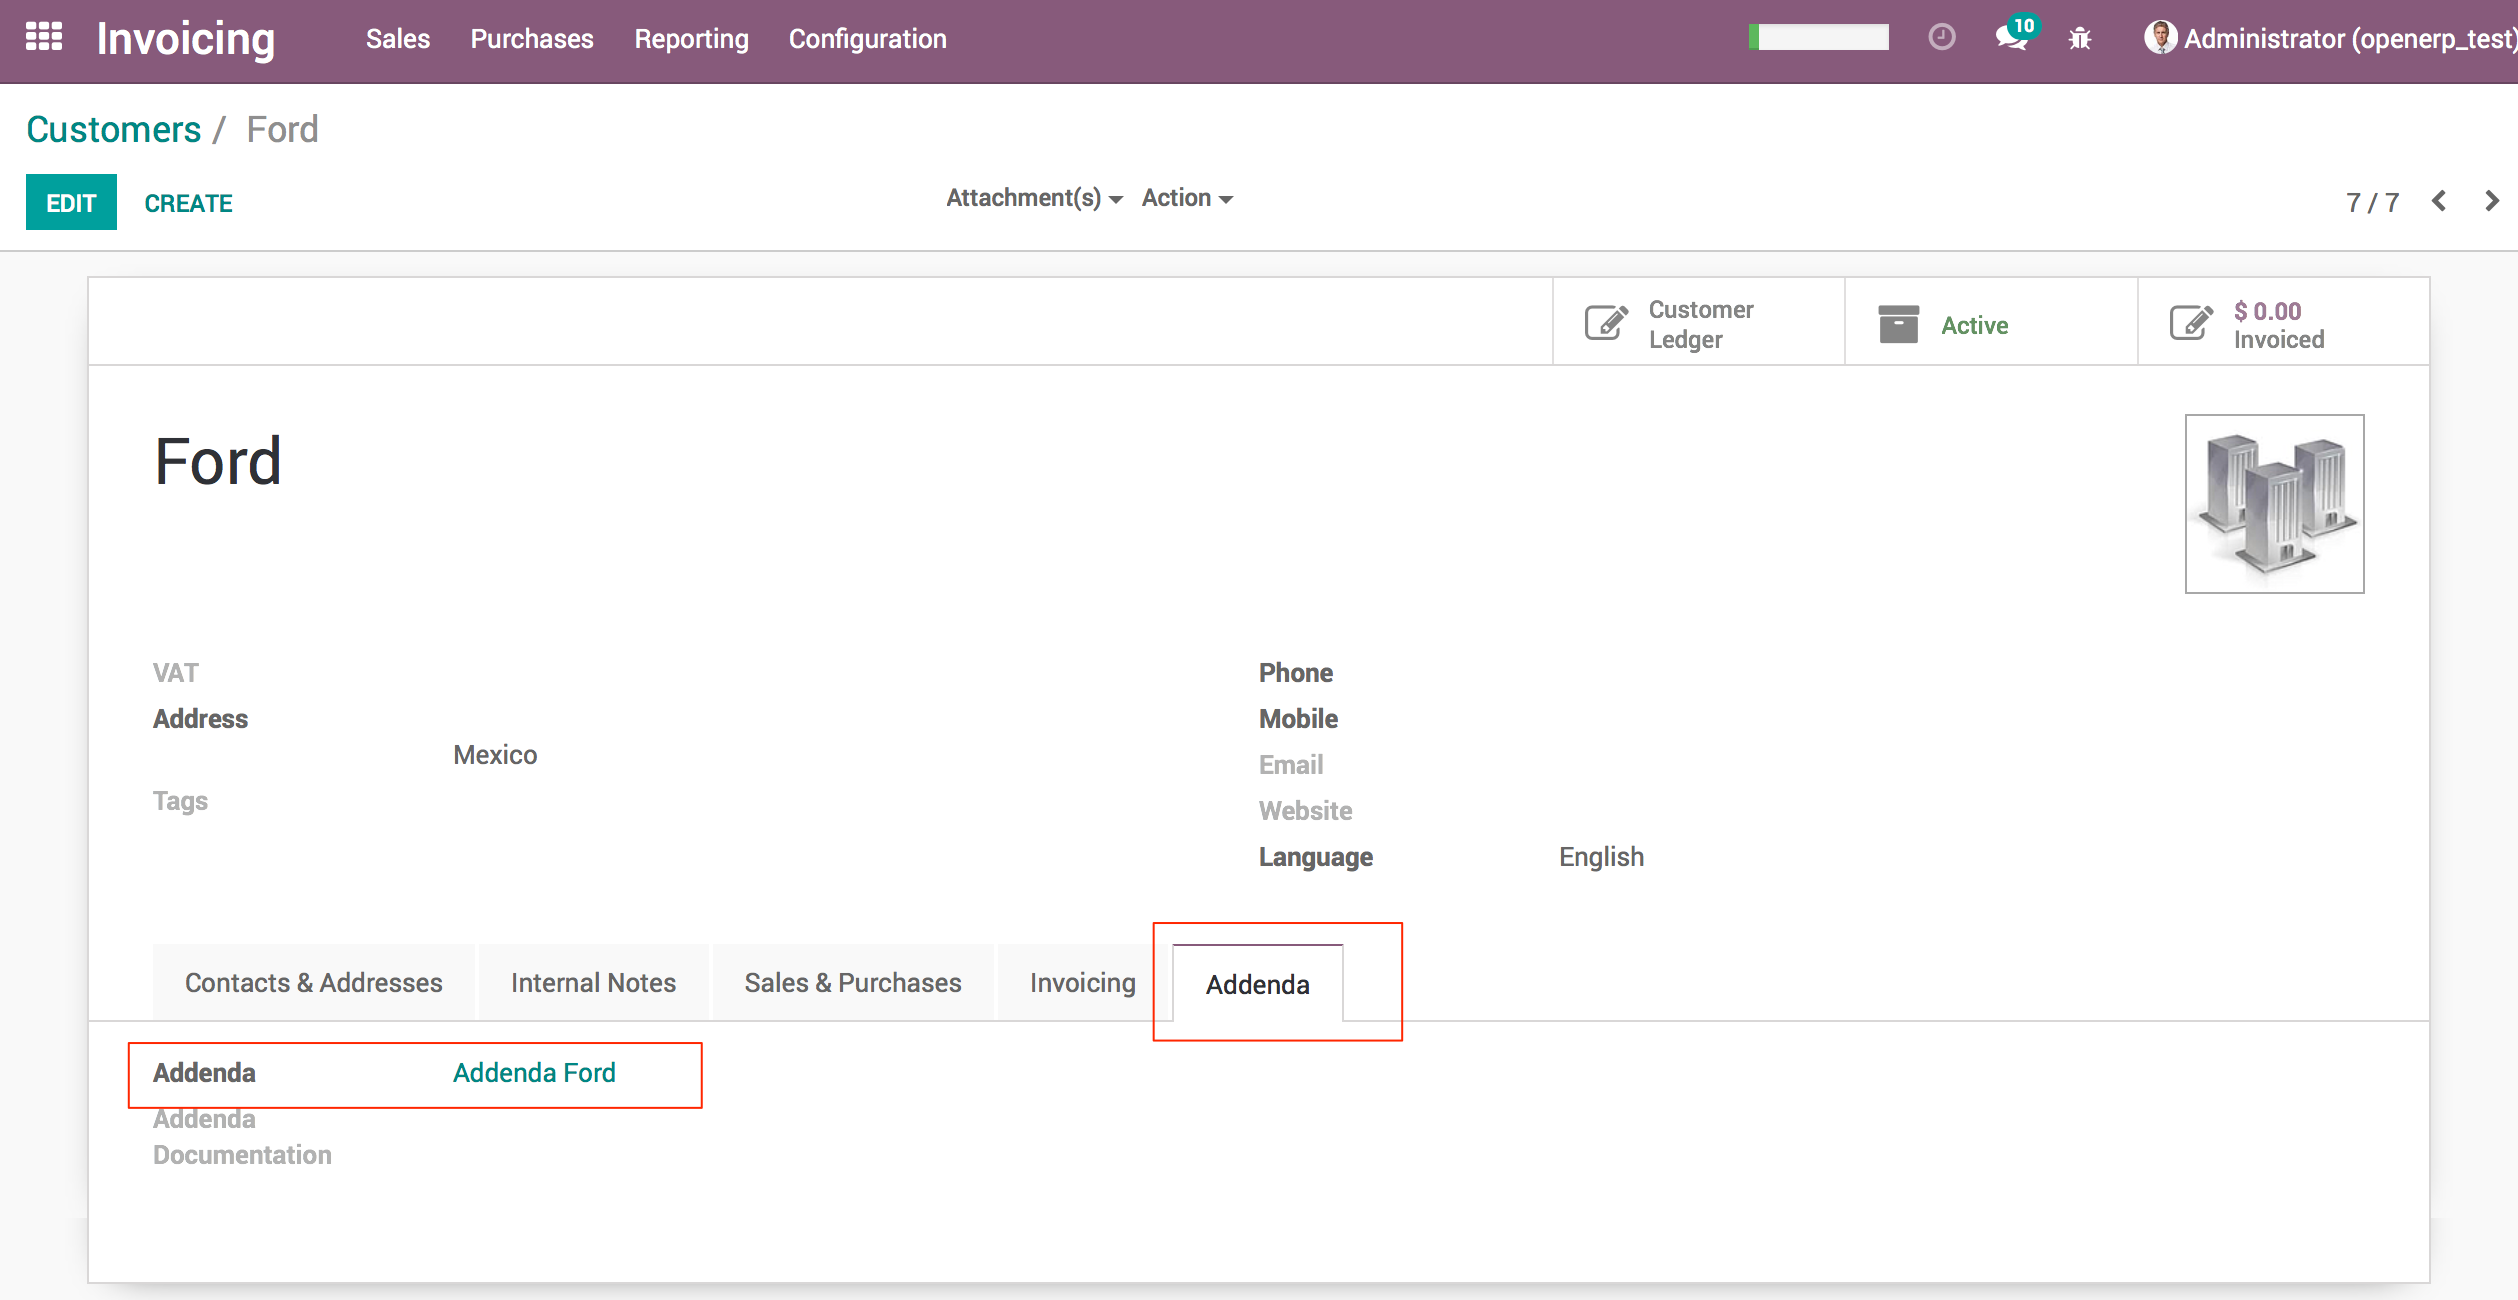 Invoicing Sales Purchases Reporting Configuration 10 Administrator (openerp_test)
Customers / Ford
EDIT CREATE Attachment(s) Action 7 / 7
Customer Ledger
Active
$ 0.00
Invoiced
Ford
VAT
Address
Mexico
Tags
Phone
Mobile
Email
Website
Language English
Contacts & Addresses Internal Notes Sales & Purchases Invoicing Addenda
Addenda Addenda Ford
Addenda
Documentation